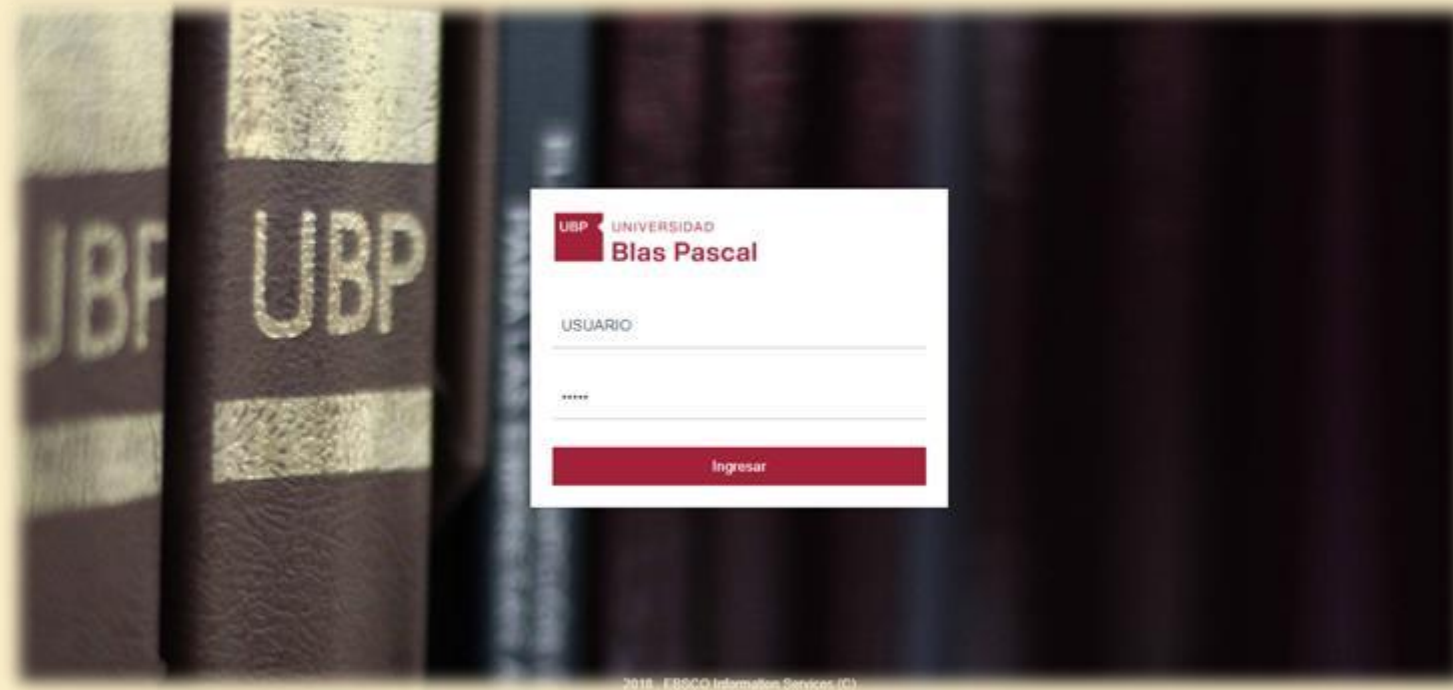 UBP
UBP
UBP
UNIVERSIDAD
Blas Pascal
USUARIO
•••••
Ingresar
2018 . EBSCO Information Services (C)